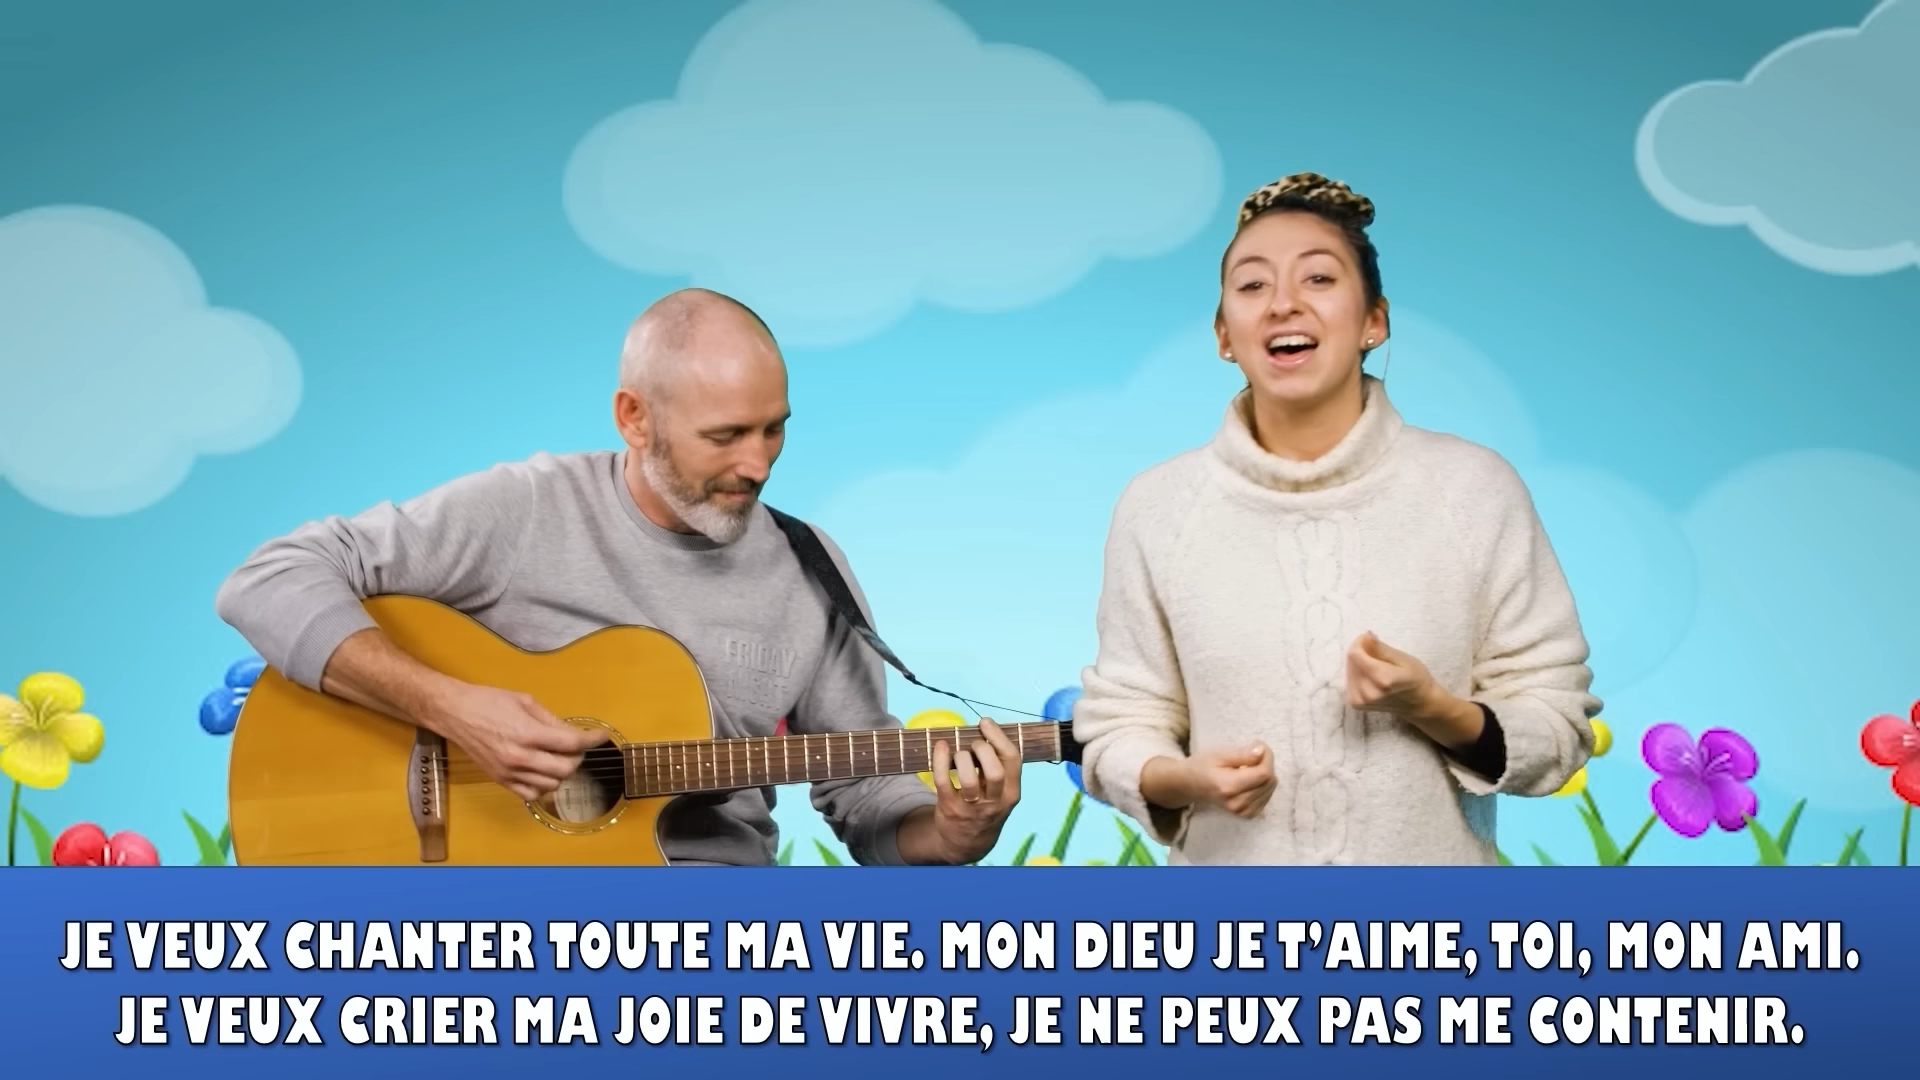 FRIDAY
JE VEUX CHANTER TOUTE MA VIE. MON DIEU JE T'AIME, TOI, MON AMI.
JE VEUX CRIER MA JOIE DE VIVRE, JE NE PEUX PAS ME CONTENIR.